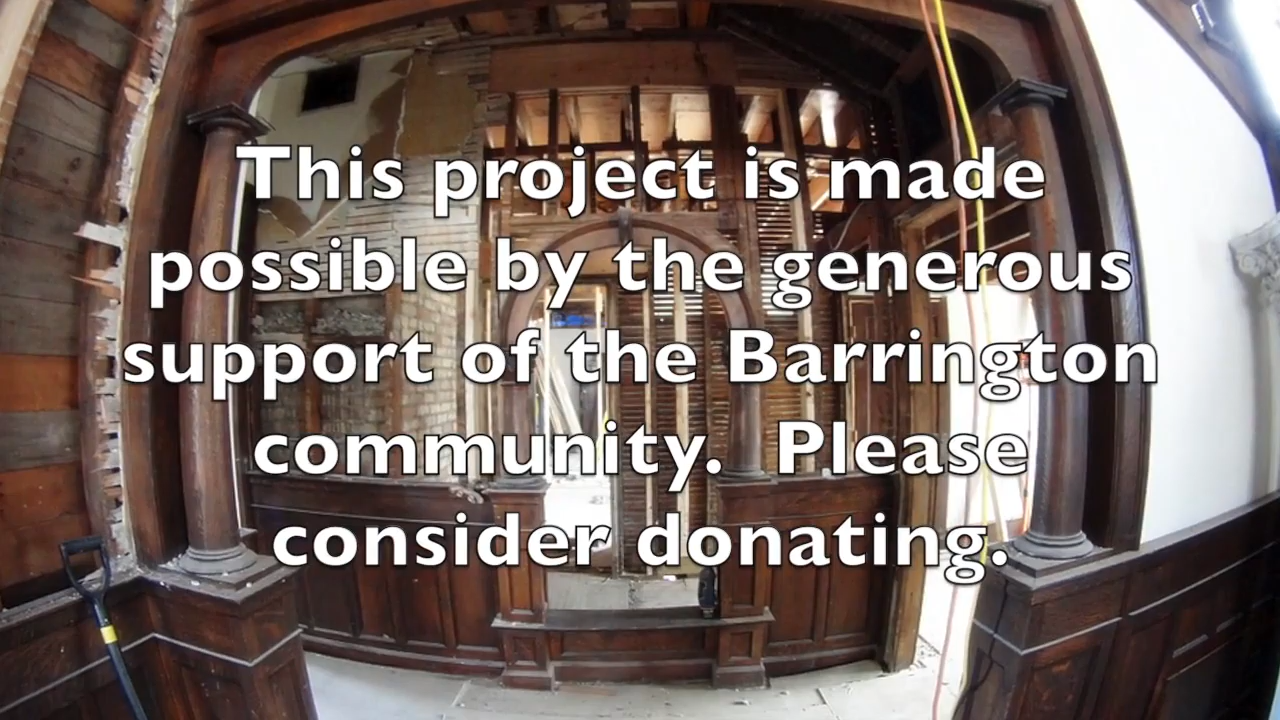 This project is made
possible by the generous
support of the Barrington
community.  Please
consider donating.